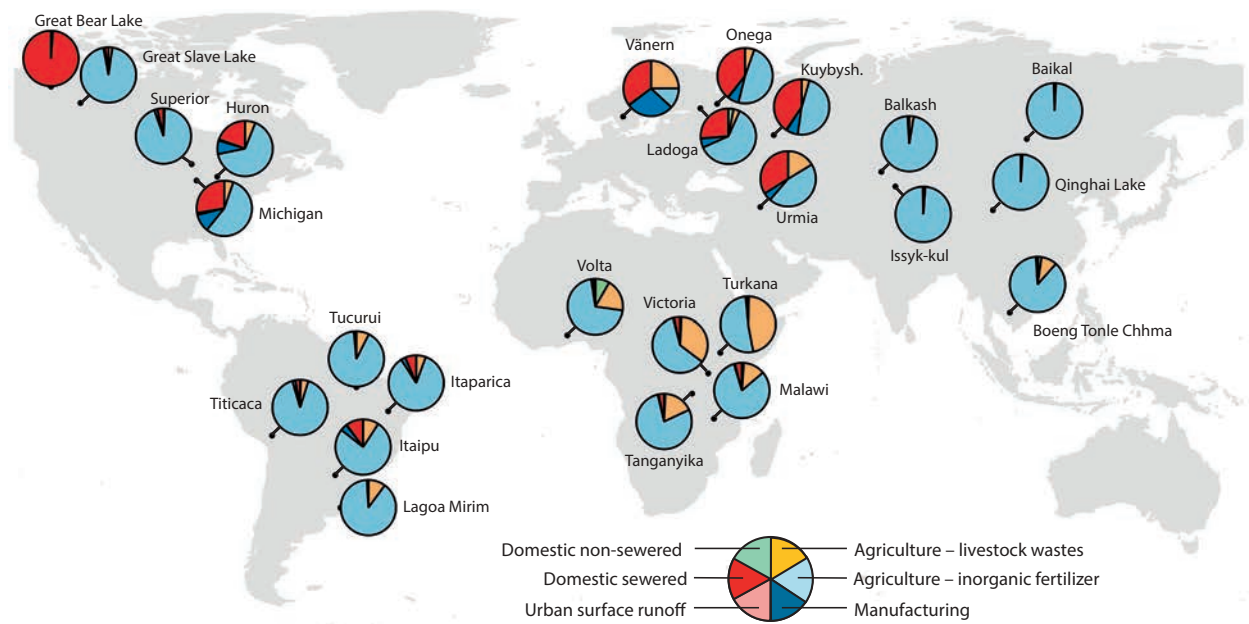 Great Bear Lake
Great Slave Lake
Superior
Huron
Michigan
Vänern
Onega
Kuybysh.
Ladoga
Urmia
Balkash
Baikal
Qinghai Lake
Issyk-kul
Boeng Tonle Chhma
Volta
Victoria
Turkana
Malawi
Tanganyika
Tucurui
Itaparica
Titicaca
Itaipu
Lagoa Mirim
Domestic non-sewered
Domestic sewered
Urban surface runoff
Agriculture – livestock wastes
Agriculture – inorganic fertilizer
Manufacturing